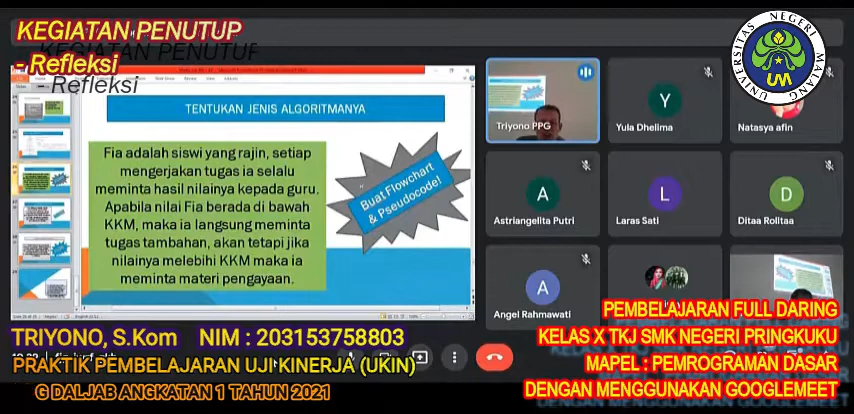 KEGIATAN PENUTUP
- Refleksi
UNIVERSITAS NEGERI MALANG
UM
TENTUKAN JENIS ALGORITMANYA
Fia adalah siswi yang rajin, setiap
mengerjakan tugas ia selalu
meminta hasil nilainya kepada guru.
Apabila nilai Fia berada di bawah
KKM, maka ia langsung meminta
tugas tambahan, akan tetapi jika
nilainya melebihi KKM maka ia
meminta materi pengayaan.
Buat Flowchart
& Pseudocode!
Triyono PPG
Y
Yula Dhelima
Natasya afin
A
Astriangelita Putri
L
Laras Sati
D
Ditaa Rolitaa
A
Angel Rahmawati
TRIYONO, S.Kom NIM : 203153758803
PRAKTIK PEMBELAJARAN UJI KINERJA (UKIN)
G DALJAB ANGKATAN 1 TAHUN 2021
PEMBELAJARAN FULL DARING
KELAS X TKJ SMK NEGERI PRINGKUKU
MAPEL : PEMROGRAMAN DASAR
DENGAN MENGGUNAKAN GOOGLEMEET